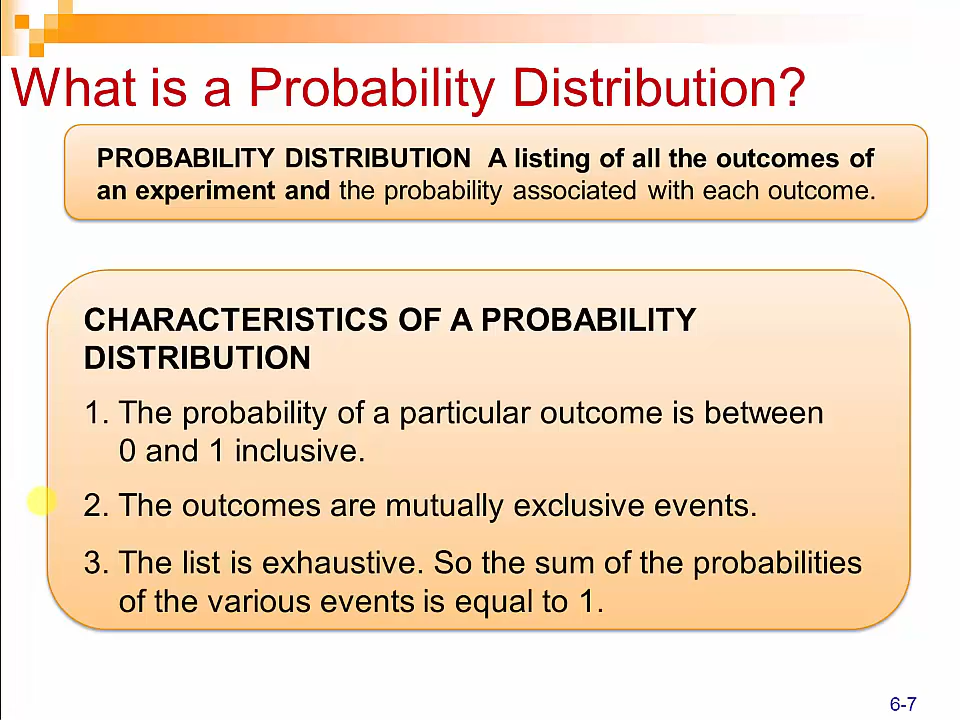 What is a Probability Distribution?
PROBABILITY DISTRIBUTION  A listing of all the outcomes of
an experiment and the probability associated with each outcome.
CHARACTERISTICS OF A PROBABILITY
DISTRIBUTION
1. The probability of a particular outcome is between
0 and 1 inclusive.
2. The outcomes are mutually exclusive events.
3. The list is exhaustive. So the sum of the probabilities
of the various events is equal to 1.
6-7